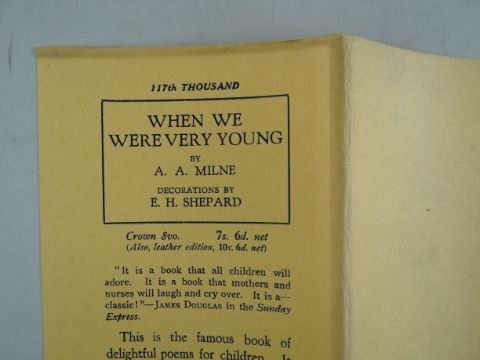 117th THOUSAND
WHEN WE
WERE VERY YOUNG
BY
A. A. MILNE
DECORATIONS BY
E. H. SHEPARD
Crown 8vo. 7s. 6d. net
(Also, leather edition, 10s. 6d. net)
"It is a book that all children will
adore. It is a book that mothers and
nurses will laugh and cry over. It is a—
classic!"—JAMES DOUGLAS in the Sunday
Express.
This is the famous book of
delightful poems for children. It